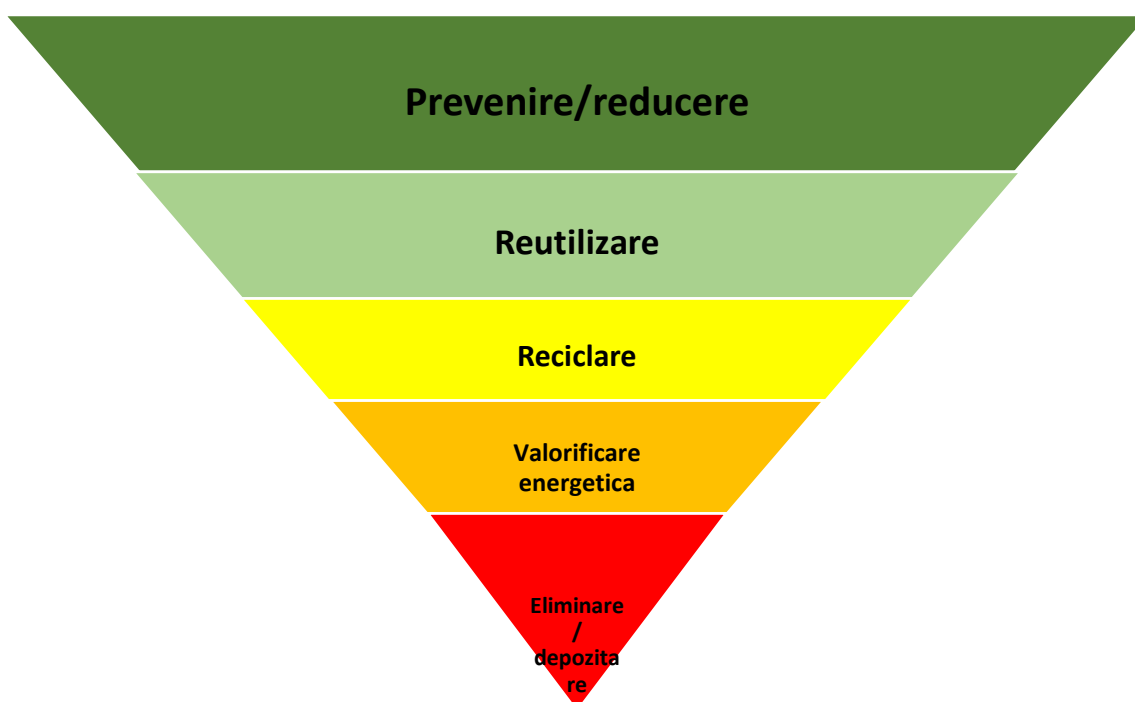 Prevenire/reducere
Reutilizare
Reciclare
Valorificare
energetica
Eliminare
/
depozita
re